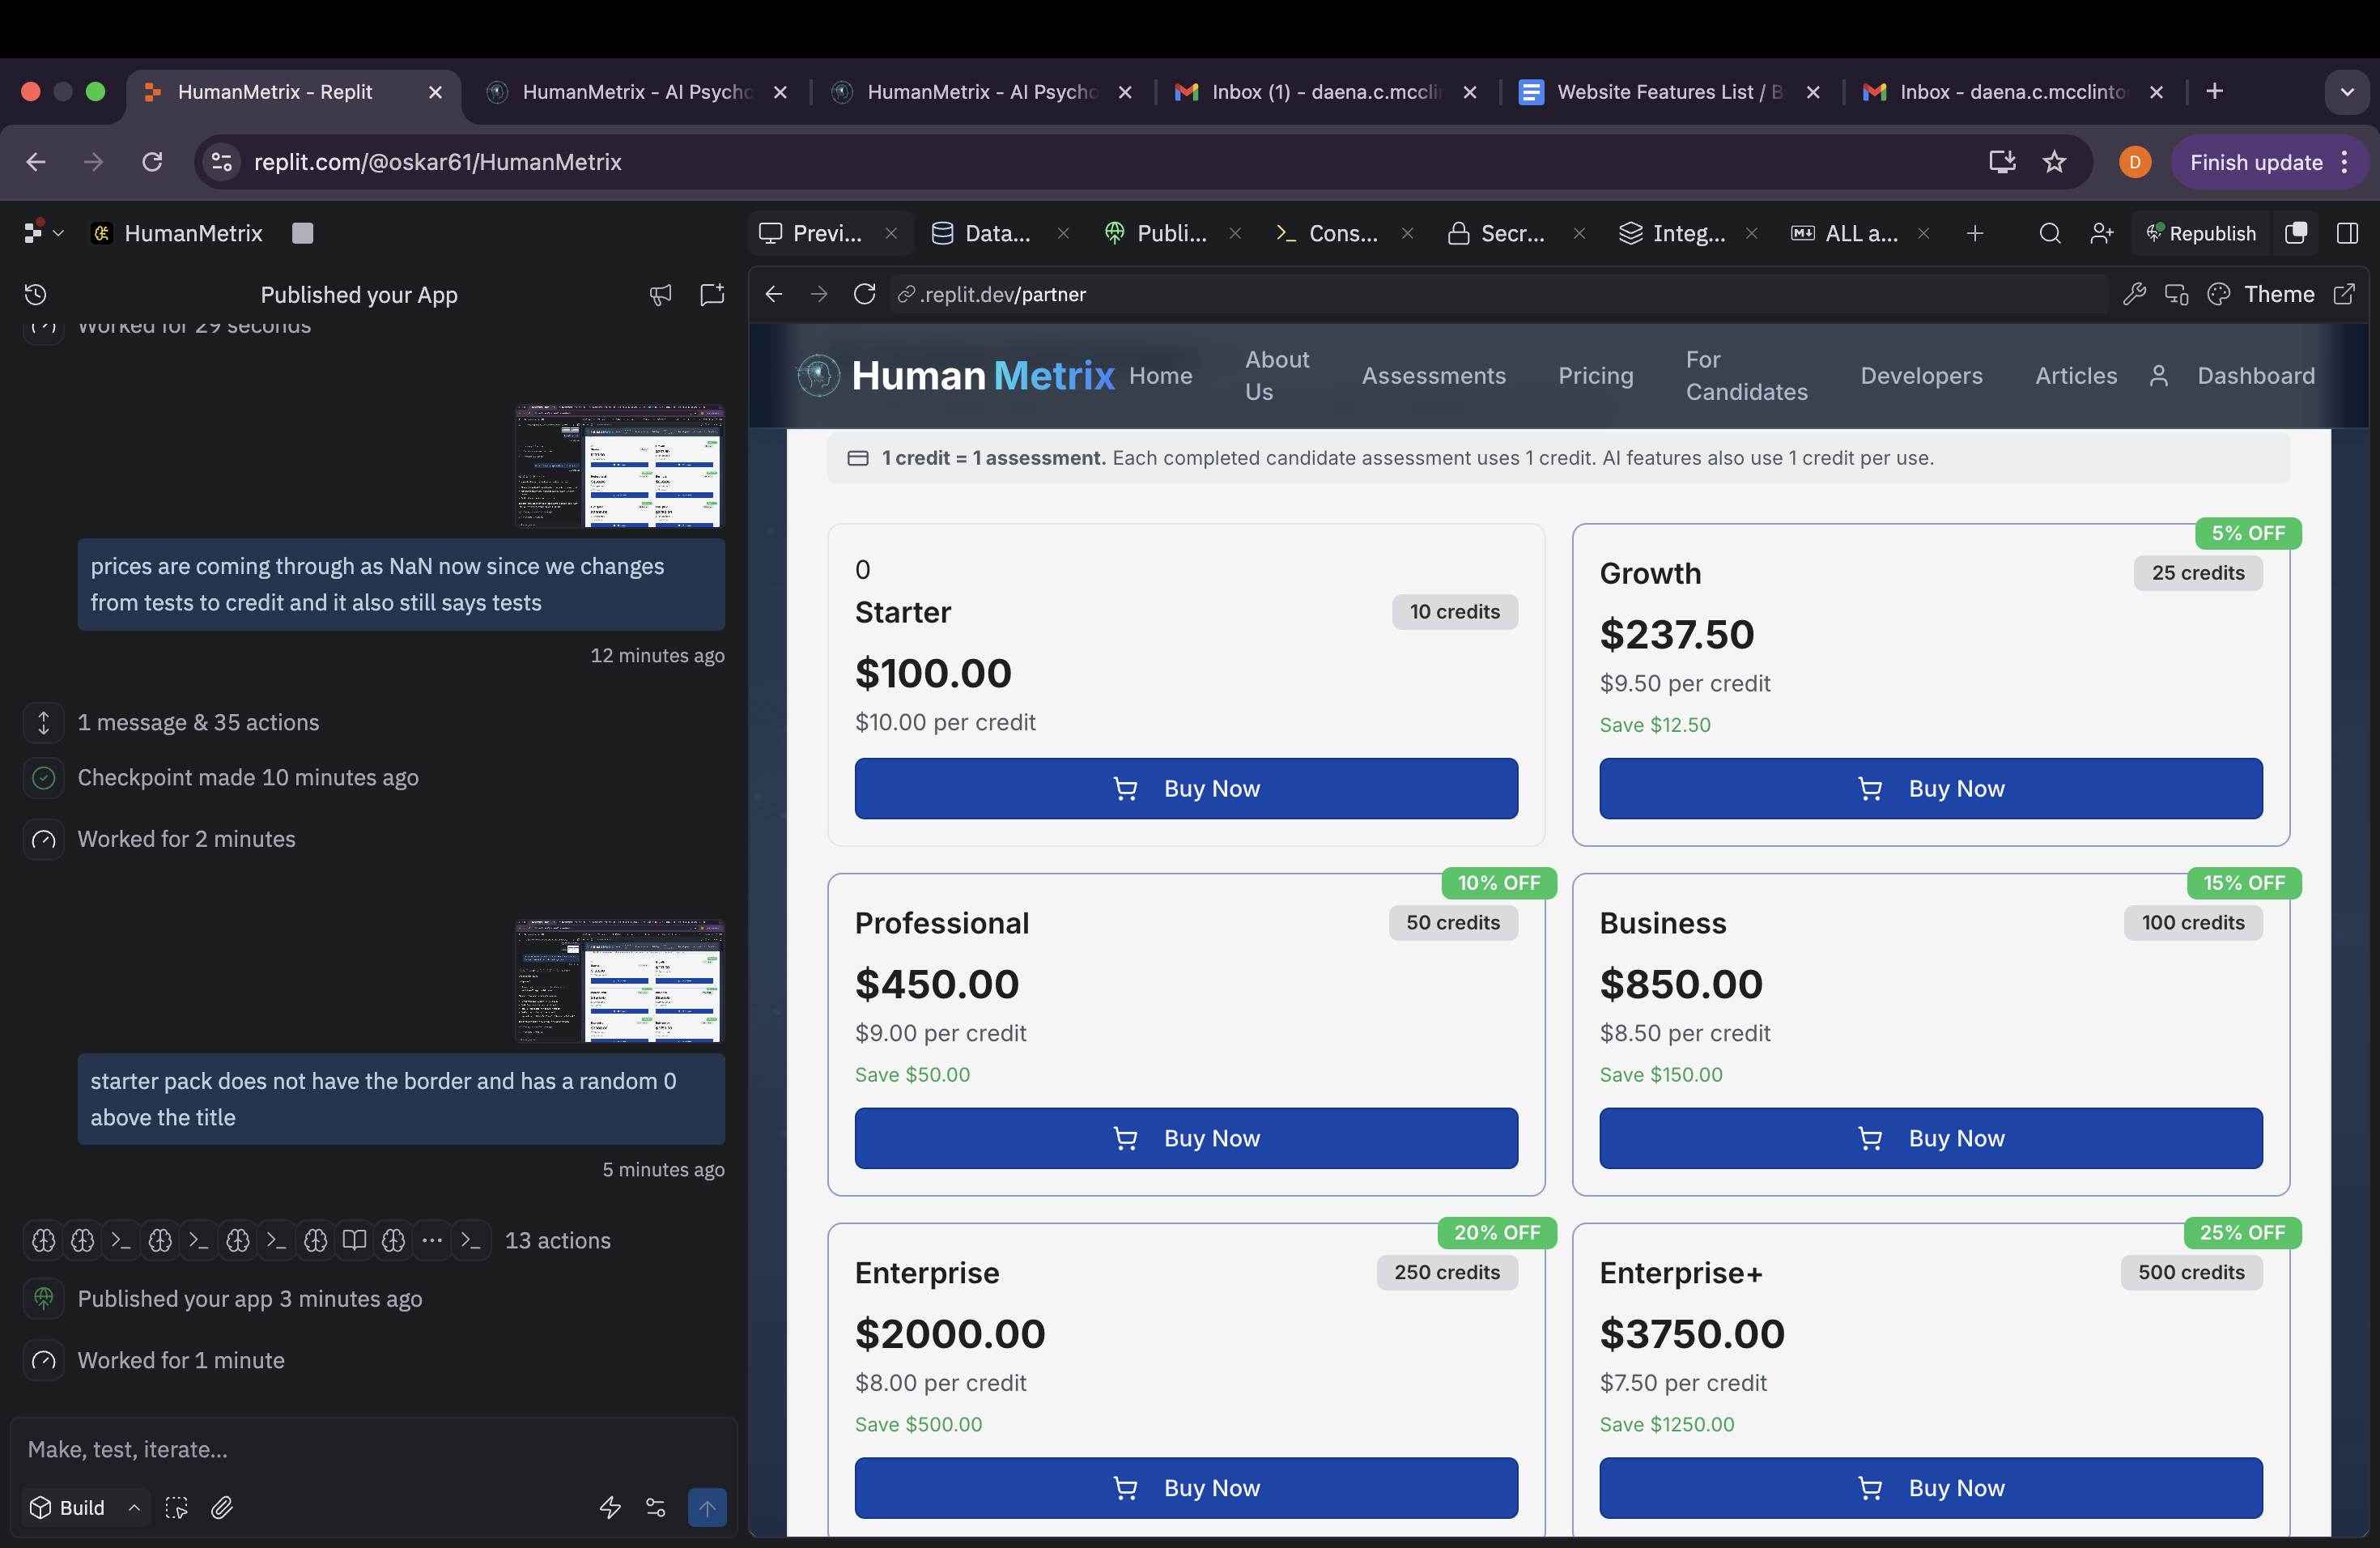 HumanMetrix - Replit
HumanMetrix - AI Psycho
HumanMetrix - AI Psycho
Inbox (1) - daena.c.mcclin
Website Features List / B
Inbox - daena.c.mcclinto
replit.com/@oskar61/HumanMetrix
D
Finish update
HumanMetrix
Previ...
Data...
Publi...
Cons...
Secr...
Integ...
ALL a...
Republish
Published your App
.replit.dev/partner
Theme
Worked for 29 seconds
prices are coming through as NaN now since we changes
from tests to credit and it also still says tests
12 minutes ago
1 message & 35 actions
Checkpoint made 10 minutes ago
Worked for 2 minutes
starter pack does not have the border and has a random 0
above the title
5 minutes ago
13 actions
Published your app 3 minutes ago
Worked for 1 minute
Make, test, iterate...
Build
Human Metrix
Home
About
Us
Assessments
Pricing
For
Candidates
Developers
Articles
Dashboard
1 credit = 1 assessment. Each completed candidate assessment uses 1 credit. AI features also use 1 credit per use.
0
Starter
10 credits
$100.00
$10.00 per credit
Buy Now
5% OFF
Growth
25 credits
$237.50
$9.50 per credit
Save $12.50
Buy Now
10% OFF
Professional
50 credits
$450.00
$9.00 per credit
Save $50.00
Buy Now
15% OFF
Business
100 credits
$850.00
$8.50 per credit
Save $150.00
Buy Now
20% OFF
Enterprise
250 credits
$2000.00
$8.00 per credit
Save $500.00
Buy Now
25% OFF
Enterprise+
500 credits
$3750.00
$7.50 per credit
Save $1250.00
Buy Now